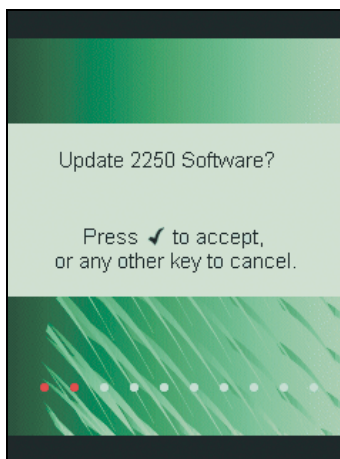 Update 2250 Software?
Press ✓ to accept,
or any other key to cancel.